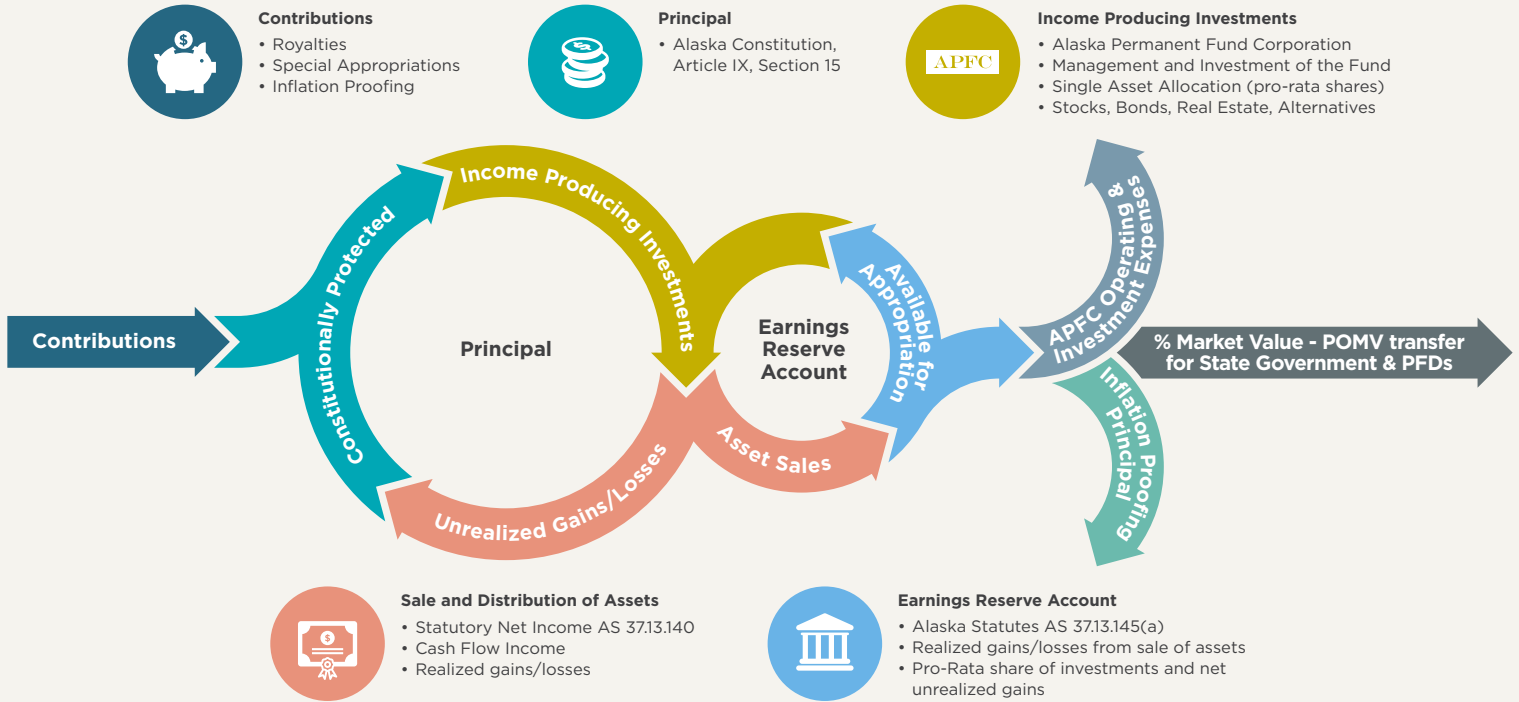 Contributions
• Royalties
• Special Appropriations
• Inflation Proofing
$
Principal
• Alaska Constitution,
Article IX, Section 15
APFC
Income Producing Investments
• Alaska Permanent Fund Corporation
• Management and Investment of the Fund
• Single Asset Allocation (pro-rata shares)
• Stocks, Bonds, Real Estate, Alternatives
Contributions
Constitutionally Protected
Income Producing Investments
Principal
Unrealized Gains/Losses
Earnings
Reserve
Account
Asset Sales
Available for
Appropriation
APFC Operating &
Investment Expenses
% Market Value - POMV transfer
for State Government & PFDs
Inflation Proofing
Principal
$
Sale and Distribution of Assets
• Statutory Net Income AS 37.13.140
• Cash Flow Income
• Realized gains/losses
Earnings Reserve Account
• Alaska Statutes AS 37.13.145(a)
• Realized gains/losses from sale of assets
• Pro-Rata share of investments and net
unrealized gains